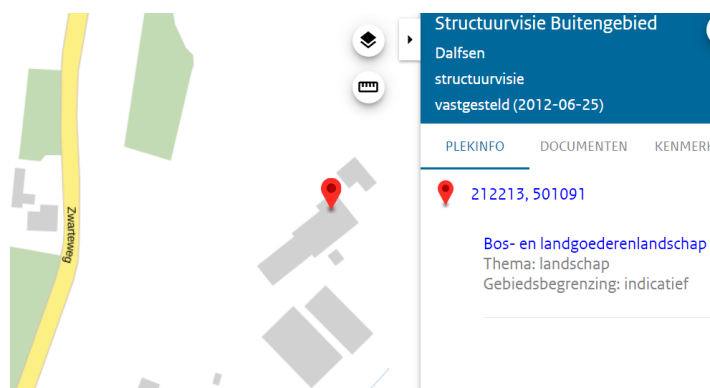 Zwarteweg
Structuurvisie Buitengebied
Dalfsen
structuurvisie
vastgesteld (2012-06-25)
PLEKINFO DOCUMENTEN
212213, 501091
Bos- en landgoederenlandschap
Thema: landschap
Gebiedsbegrenzing: indicatief